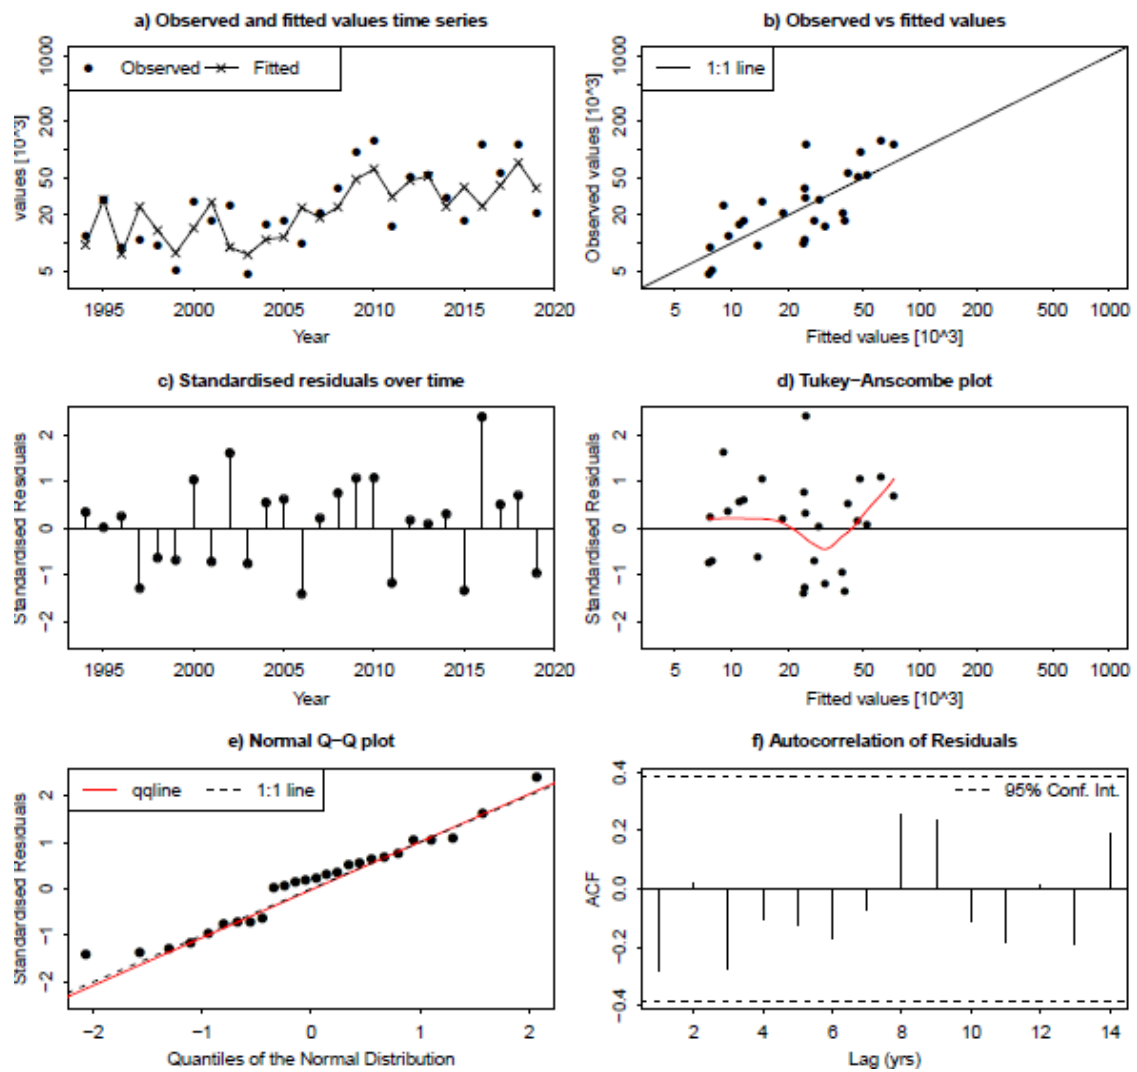 a) Observed and fitted values time series
values [10^3]
1000
200
50
20
5
Observed
Fitted
1995 2000 2005 2010 2015 2020
Year
b) Observed vs fitted values
Observed values [10^3]
1000
200
50
20
5
1:1 line
5 10 20 50 100 200 500 1000
Fitted values [10^3]
c) Standardised residuals over time
Standardised Residuals
2
1
0
−1
−2
1995 2000 2005 2010 2015 2020
Year
d) Tukey−Anscombe plot
Standardised Residuals
2
1
0
−1
−2
5 10 20 50 100 200 500 1000
Fitted values [10^3]
e) Normal Q−Q plot
Standardised Residuals
2
1
0
−1
−2
qqline
1:1 line
−2 −1 0 1 2
Quantiles of the Normal Distribution
f) Autocorrelation of Residuals
ACF
0.4
0.2
0.0
−0.2
−0.4
95% Conf. Int.
2 4 6 8 10 12 14
Lag (yrs)